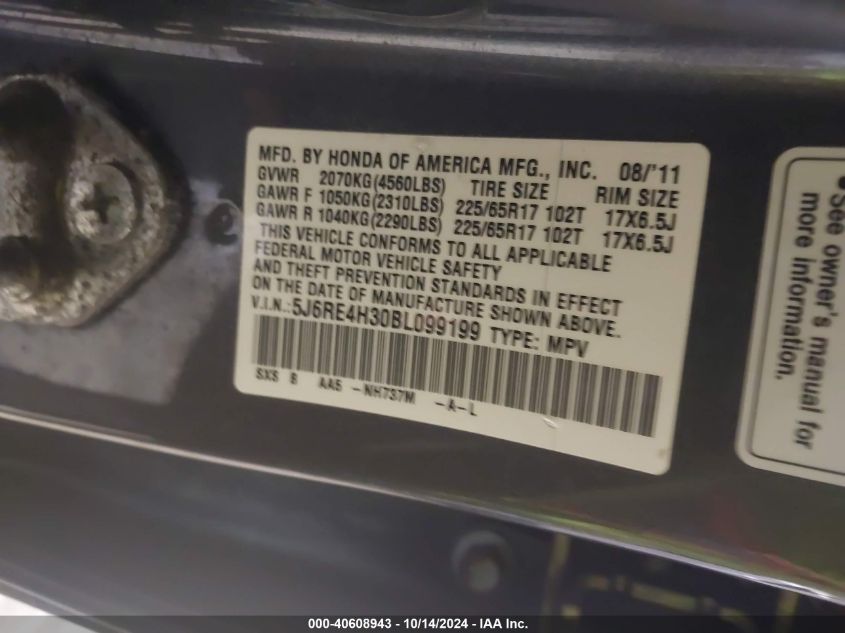 MFD. BY HONDA OF AMERICA MFG., INC. 08/'11
GVWR 2070KG(4560LBS) TIRE SIZE RIM SIZE
GAWR F 1050KG(2310LBS) 225/65R17 102T 17X6.5J
GAWR R 1040KG(2290LBS) 225/65R17 102T 17X6.5J
THIS VEHICLE CONFORMS TO ALL APPLICABLE
FEDERAL MOTOR VEHICLE SAFETY
AND THEFT PREVENTION STANDARDS IN EFFECT
ON THE DATE OF MANUFACTURE SHOWN ABOVE.
V.I.N.:5J6RE4H30BL099199 TYPE: MPV
SXS 8 AA5 -NH737M -A-L
•See owner's manual for
more information.
000-40608943 - 10/14/2024 - IAA Inc.